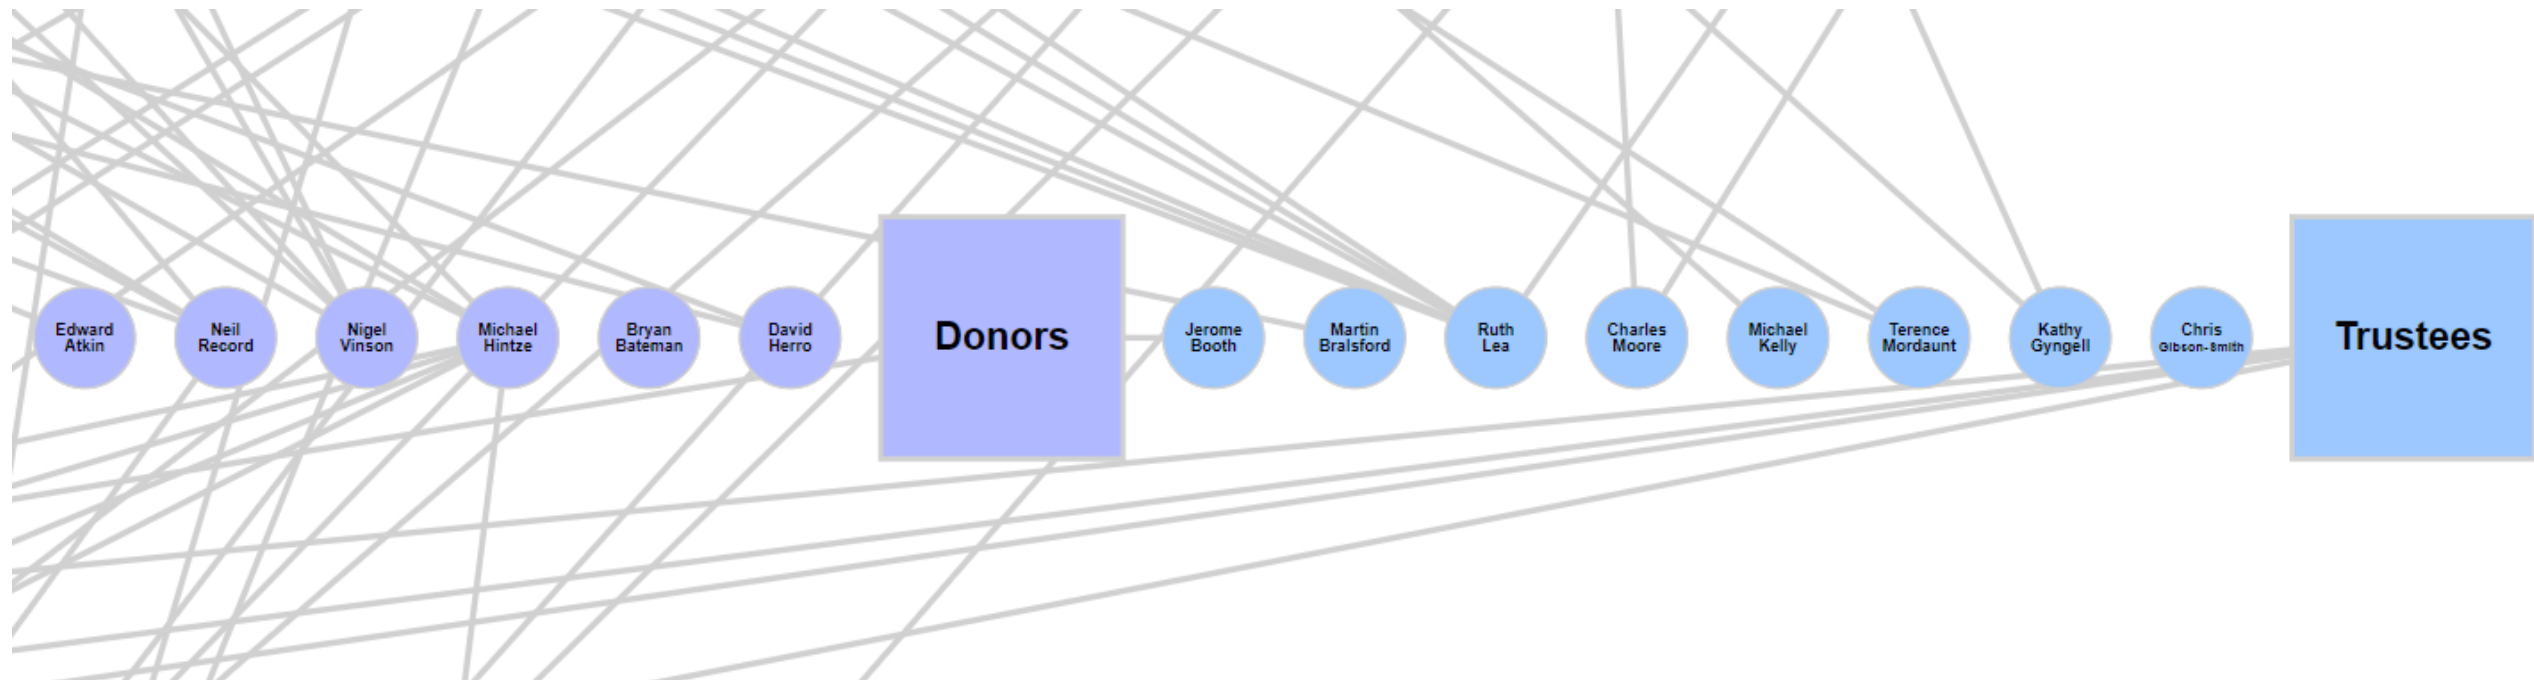 Edward
Atkin
Neil
Record
Nigel
Vinson
Michael
Hintze
Bryan
Bateman
David
Herro
Donors
Jerome
Booth
Martin
Bralsford
Ruth
Lea
Charles
Moore
Michael
Kelly
Terence
Mordaunt
Kathy
Gyngell
Chris
Gibson-Smith
Trustees